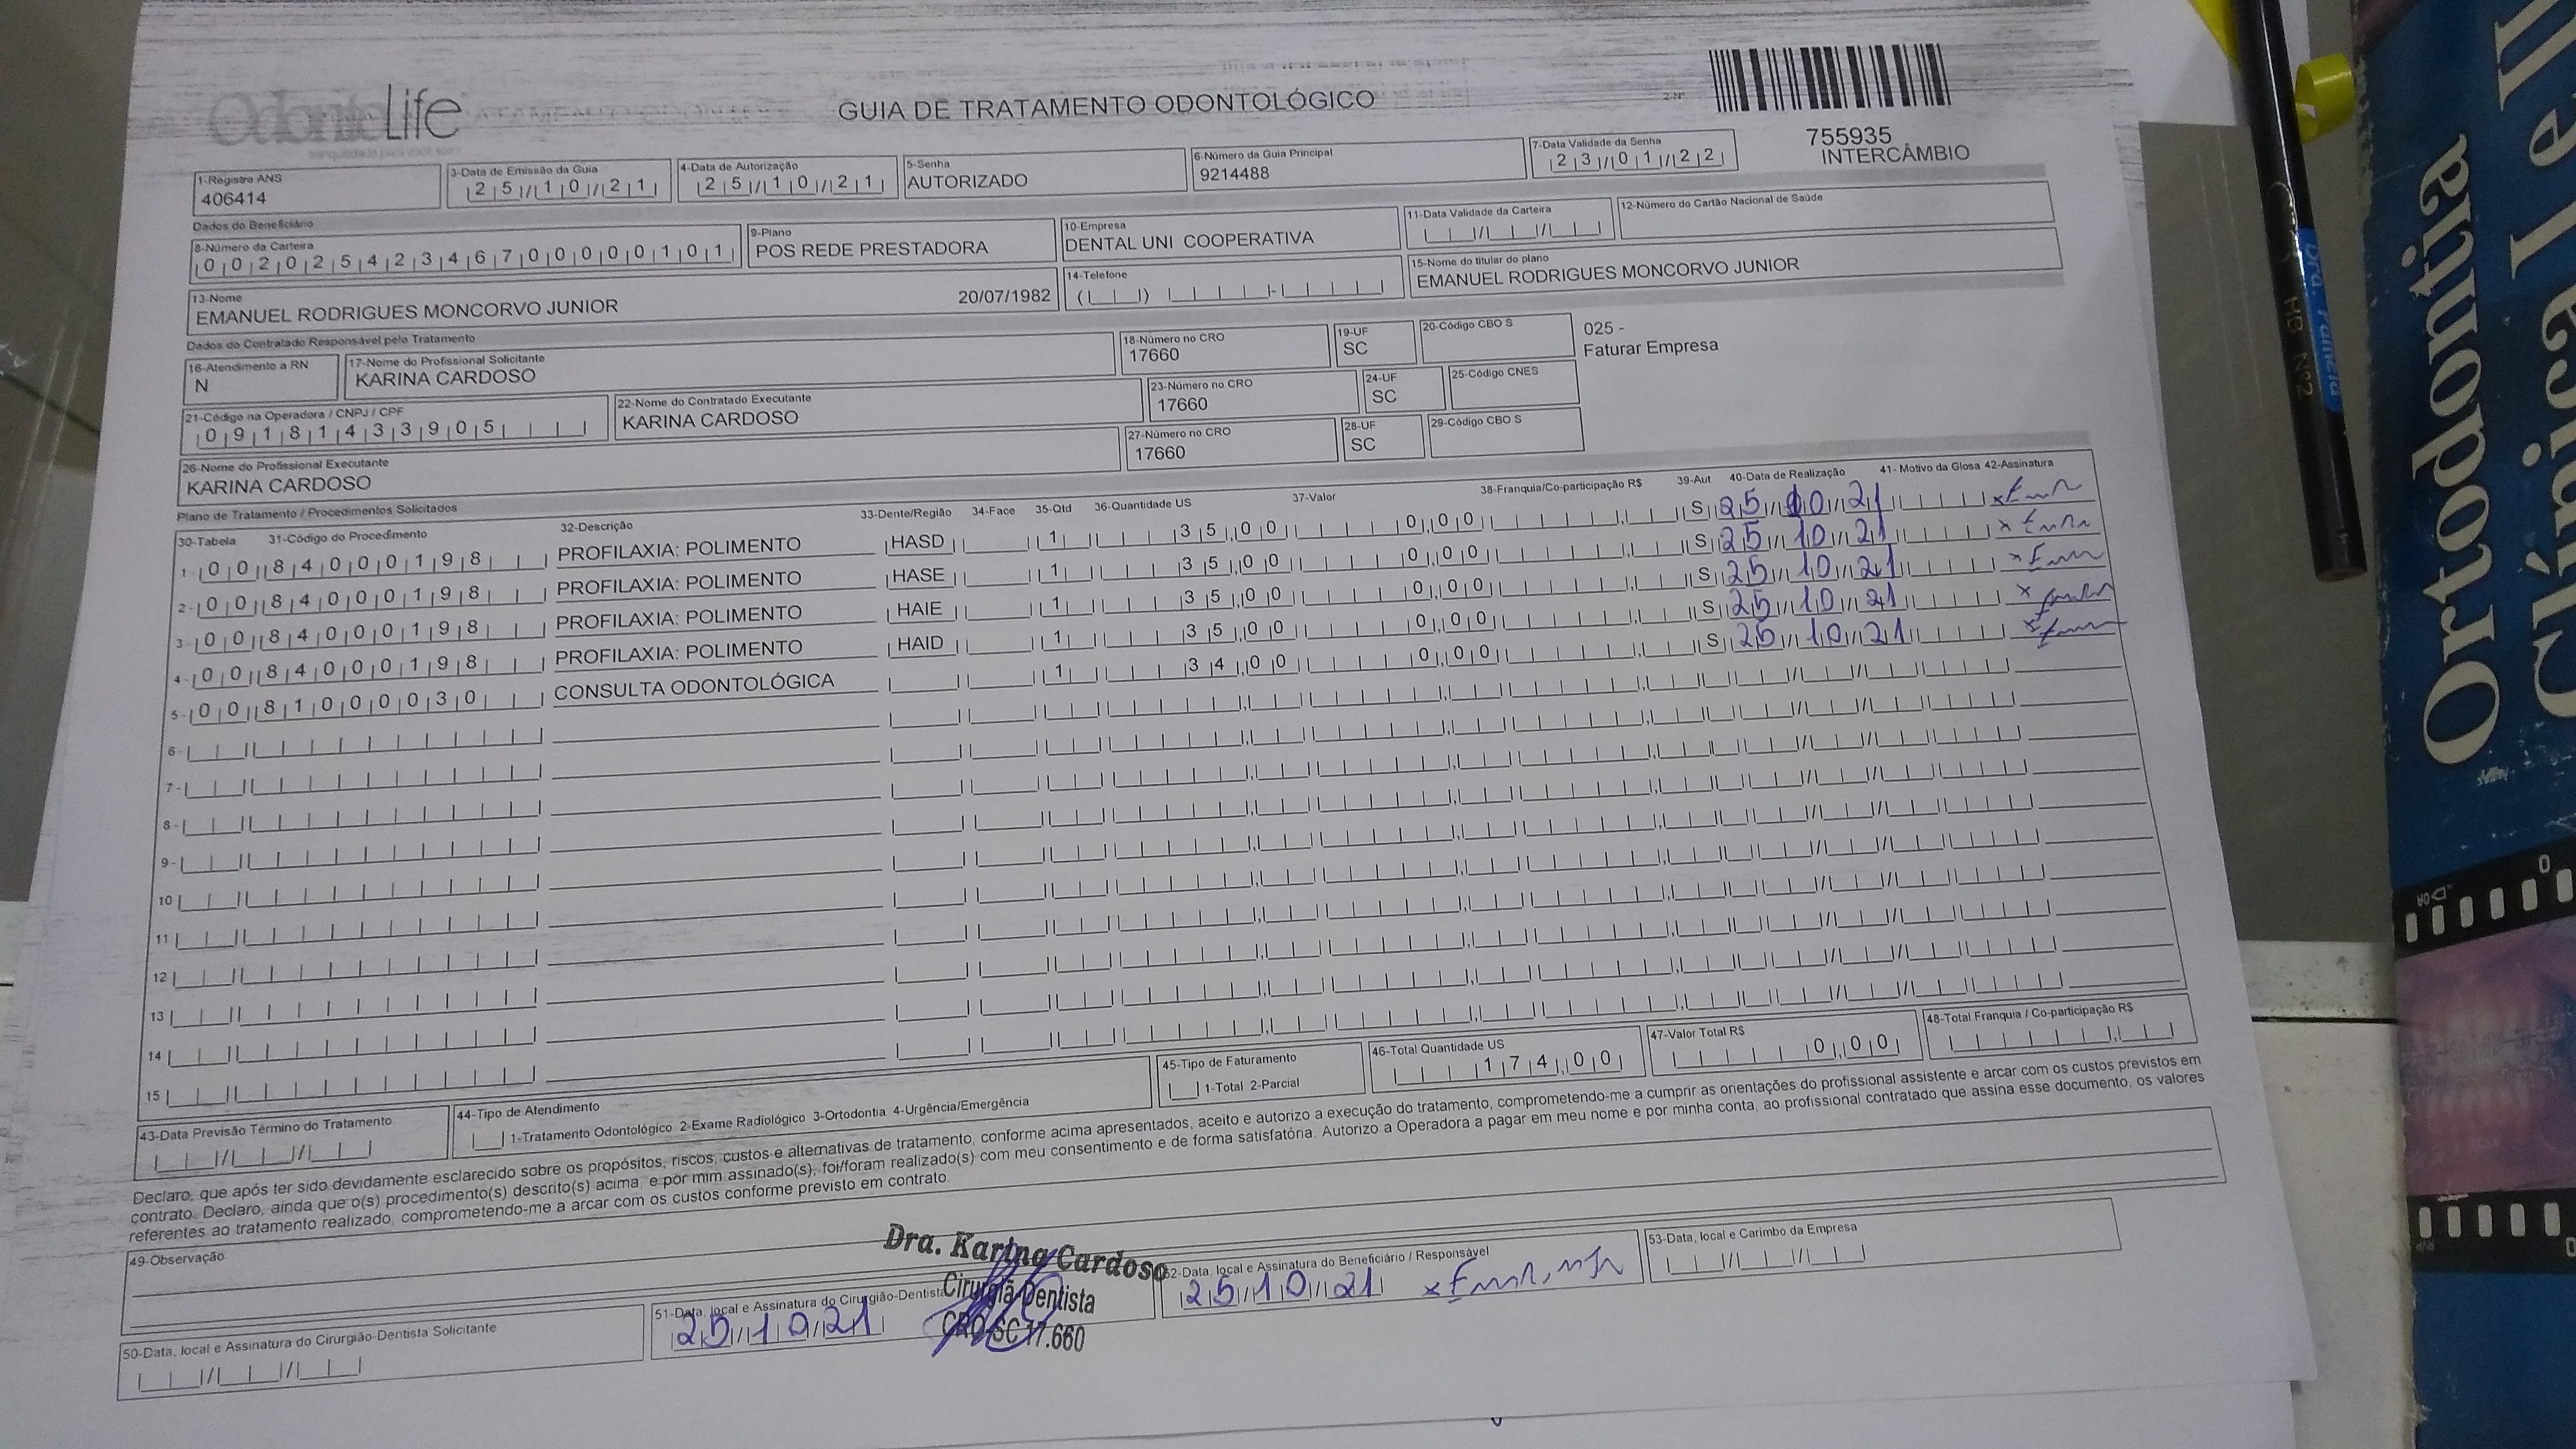 OdontoLife
tranquilidade para você sorrir
GUIA DE TRATAMENTO ODONTOLÓGICO
2-Nº
755935
INTERCÂMBIO
1-Registro ANS
406414
3-Data de Emissão da Guia
25/10/21
4-Data de Autorização
25/10/21
5-Senha
AUTORIZADO
6-Número da Guia Principal
9214488
7-Data Validade da Senha
23/01/22
Dados do Beneficiário
8-Número da Carteira
00202542346700000101
9-Plano
POS REDE PRESTADORA
10-Empresa
DENTAL UNI COOPERATIVA
11-Data Validade da Carteira
12-Número do Cartão Nacional de Saúde
13-Nome
EMANUEL RODRIGUES MONCORVO JUNIOR 20/07/1982
14-Telefone
15-Nome do titular do plano
EMANUEL RODRIGUES MONCORVO JUNIOR
Dados do Contratado Responsável pelo Tratamento
16-Atendimento a RN
N
17-Nome do Profissional Solicitante
KARINA CARDOSO
18-Número no CRO
17660
19-UF
SC
20-Código CBO S
025 -
Faturar Empresa
21-Código na Operadora / CNPJ / CPF
09181433905
22-Nome do Contratado Executante
KARINA CARDOSO
23-Número no CRO
17660
24-UF
SC
25-Código CNES
26-Nome do Profissional Executante
KARINA CARDOSO
27-Número no CRO
17660
28-UF
SC
29-Código CBO S
Plano de Tratamento / Procedimentos Solicitados
30-Tabela 31-Código do Procedimento 32-Descrição 33-Dente/Região 34-Face 35-Qtd 36-Quantidade US 37-Valor 38-Franquia/Co-participação R$ 39-Aut 40-Data de Realização 41- Motivo da Glosa 42-Assinatura
1- 00 84000198 PROFILAXIA: POLIMENTO HASD 1 35,00 0,00 S 25/10/21
2- 00 84000198 PROFILAXIA: POLIMENTO HASE 1 35,00 0,00 S 25/10/21
3- 00 84000198 PROFILAXIA: POLIMENTO HAIE 1 35,00 0,00 S 25/10/21
4- 00 84000198 PROFILAXIA: POLIMENTO HAID 1 35,00 0,00 S 25/10/21
5- 00 81000030 CONSULTA ODONTOLÓGICA 1 34,00 0,00 S 25/10/21
6-
7-
8-
9-
10
11
12
13
14
15
43-Data Previsão Término do Tratamento
44-Tipo de Atendimento
1-Tratamento Odontológico 2-Exame Radiológico 3-Ortodontia 4-Urgência/Emergência
45-Tipo de Faturamento
1-Total 2-Parcial
46-Total Quantidade US
174,00
47-Valor Total R$
0,00
48-Total Franquia / Co-participação R$
Declaro, que após ter sido devidamente esclarecido sobre os propósitos, riscos, custos e alternativas de tratamento, conforme acima apresentados, aceito e autorizo a execução do tratamento, comprometendo-me a cumprir as orientações do profissional assistente e arcar com os custos previstos em
contrato. Declaro, ainda que o(s) procedimento(s) descrito(s) acima, e por mim assinado(s), foi/foram realizado(s) com meu consentimento e de forma satisfatória. Autorizo a Operadora a pagar em meu nome e por minha conta, ao profissional contratado que assina esse documento, os valores
referentes ao tratamento realizado, comprometendo-me a arcar com os custos conforme previsto em contrato.
49-Observação
50-Data, local e Assinatura do Cirurgião-Dentista Solicitante
51-Data, local e Assinatura do Cirurgião-Dentista
25/10/21
Dra. Karina Cardoso
Cirurgiã Dentista
CRO SC 17.660
52-Data, local e Assinatura do Beneficiário / Responsável
25/10/21
53-Data, local e Carimbo da Empresa
Ortodontia
HB Nº2